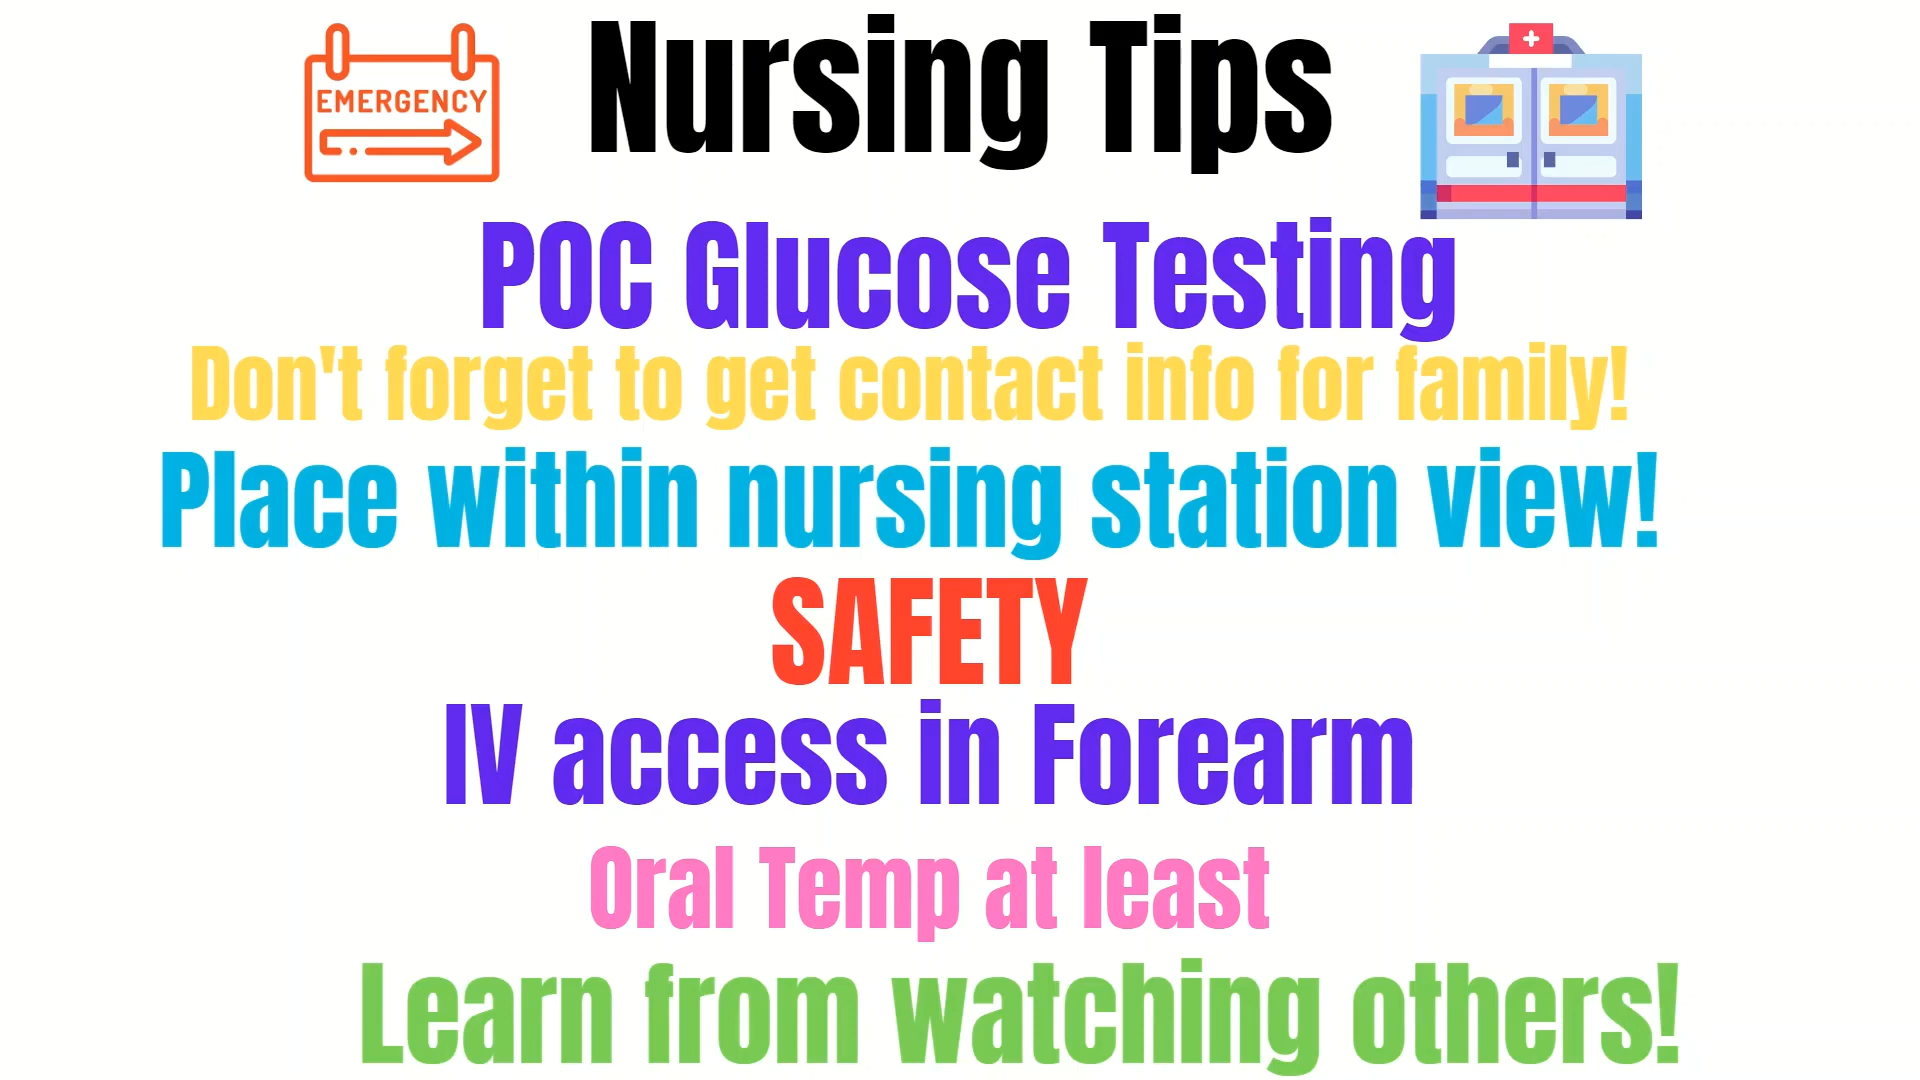 Nursing Tips
EMERGENCY
POC Glucose Testing
Don't forget to get contact info for family!
Place within nursing station view!
SAFETY
IV access in Forearm
Oral Temp at least
Learn from watching others!